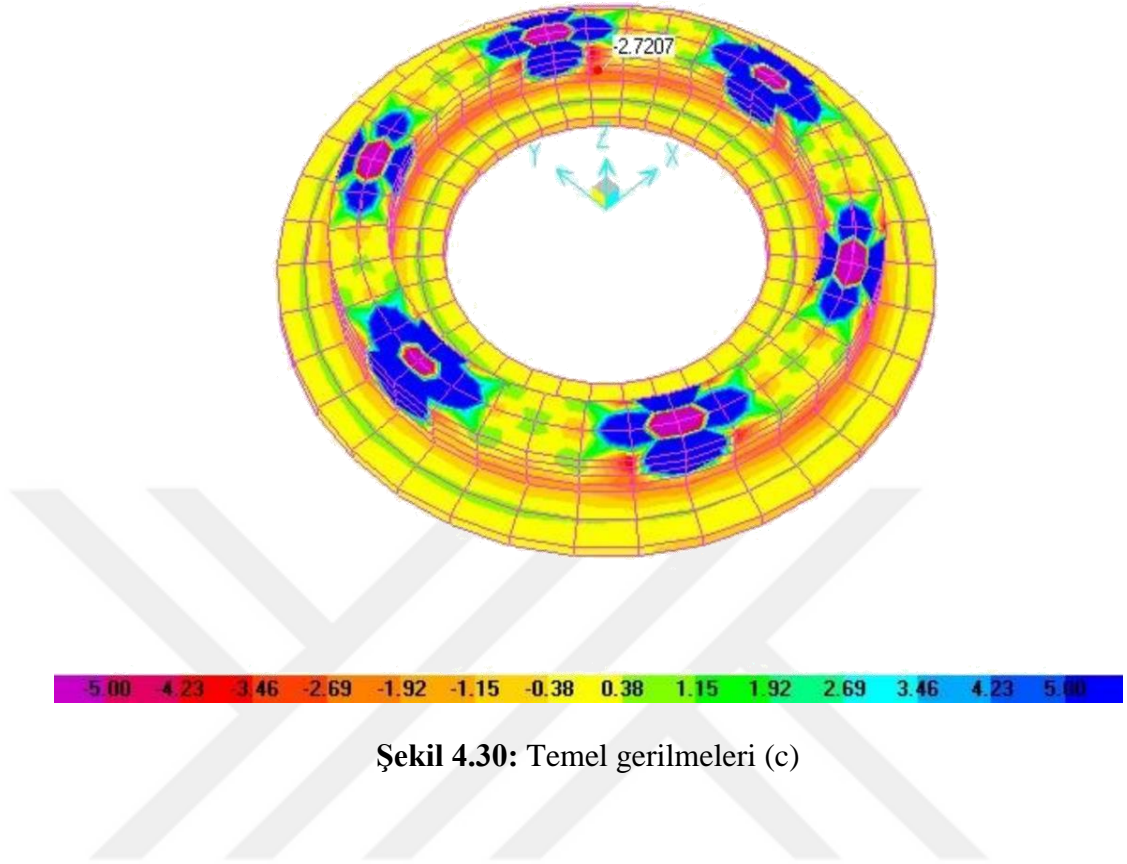 -2.7207
Z
Y X
-5.00 -4.23 -3.46 -2.69 -1.92 -1.15 -0.38 0.38 1.15 1.92 2.69 3.46 4.23 5.00
Şekil 4.30: Temel gerilmeleri (c)